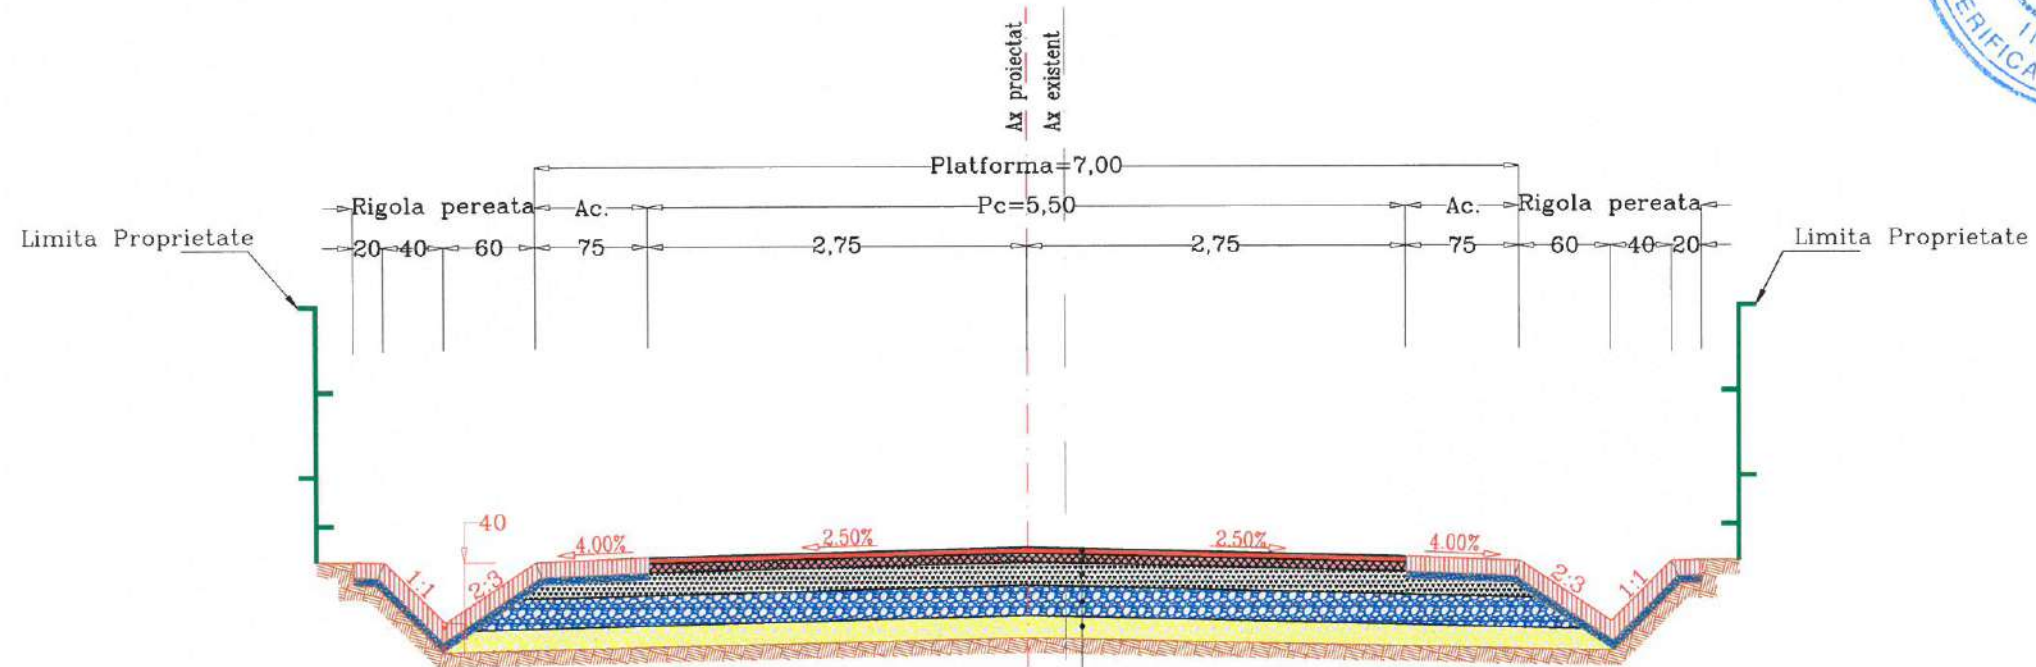 Ax proiectat
Ax existent
Platforma=7,00
Rigola pereata Ac. Pc=5,50 Ac. Rigola pereata
Limita Proprietate
20 40 60 75 2,75 2,75 75 60 40 20
Limita Proprietate
40
4.00% 2.50% 2.50% 4.00%
1:1 2:3 2:3 1:1